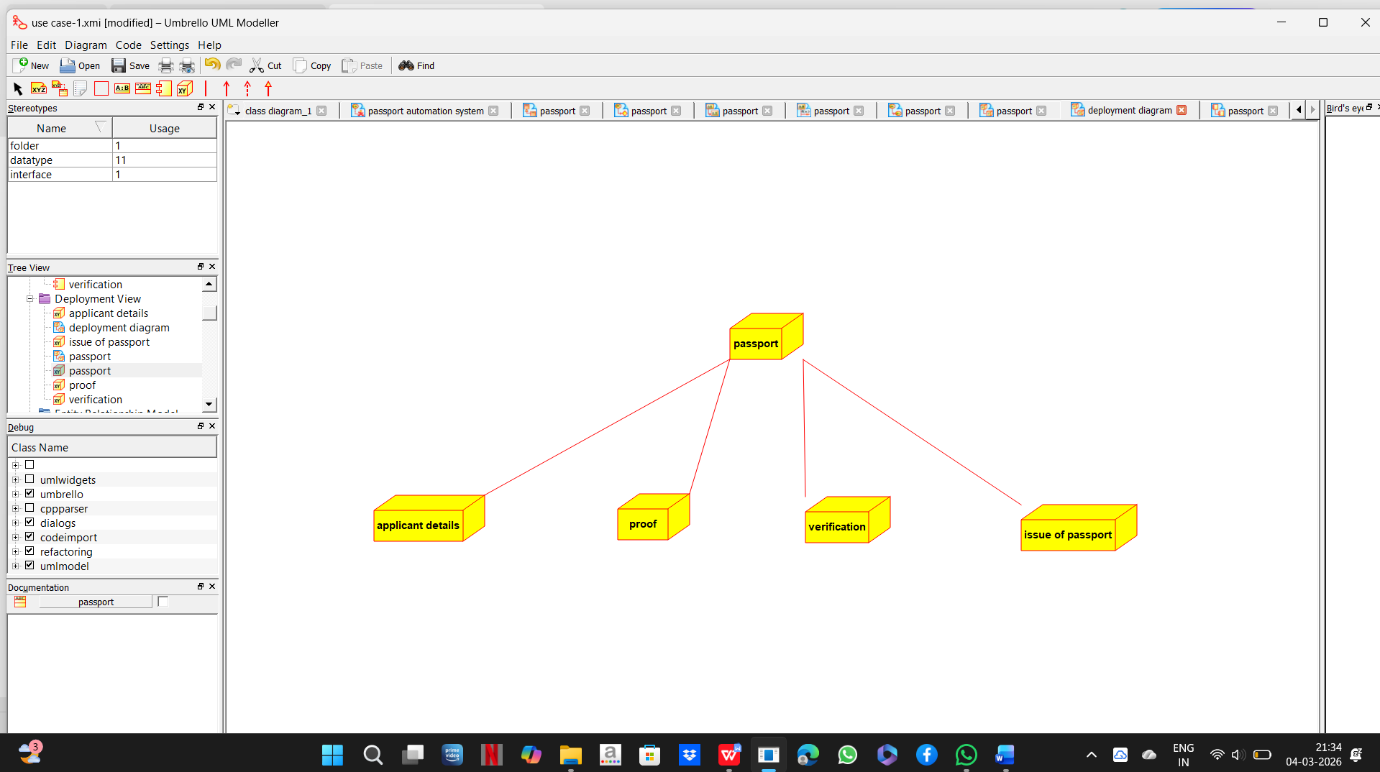 use case-1.xmi [modified] – Umbrello UML Modeller
File Edit Diagram Code Settings Help
New Open Save Cut Copy Paste Find
Stereotypes
Name Usage
folder 1
datatype 11
interface 1
class diagram_1 passport automation system passport passport passport passport passport passport deployment diagram passport
Bird's eye
Tree View
verification
Deployment View
applicant details
deployment diagram
issue of passport
passport
passport
proof
verification
Entity Relationship Model
Debug
Class Name
umlwidgets
umbrello
cppparser
dialogs
codeimport
refactoring
umlmodel
Documentation
passport
passport
applicant details
proof
verification
issue of passport
3
ENG
IN
21:34
04-03-2026